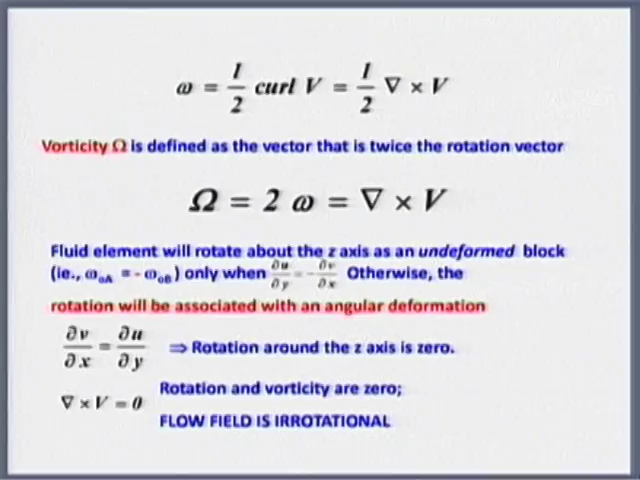 ω = 1/2 curl V = 1/2 ∇ × V
Vorticity Ω is defined as the vector that is twice the rotation vector
Ω = 2 ω = ∇ × V
Fluid element will rotate about the z axis as an undeformed block
(ie., ω_oA = - ω_oB) only when ∂u/∂y = -∂v/∂x Otherwise, the
rotation will be associated with an angular deformation
∂v/∂x = ∂u/∂y ⇒ Rotation around the z axis is zero.
Rotation and vorticity are zero;
∇ × V = 0
FLOW FIELD IS IRROTATIONAL